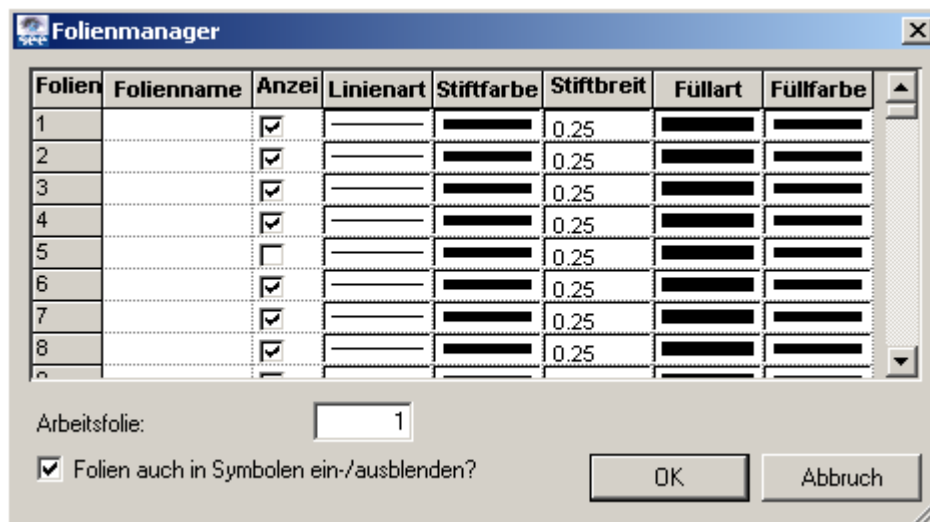 see Folienmanager
Folien Folienname Anzei Linienart Stiftfarbe Stiftbreit Füllart Füllfarbe
1 0.25
2 0.25
3 0.25
4 0.25
5 0.25
6 0.25
7 0.25
8 0.25
Arbeitsfolie: 1
Folien auch in Symbolen ein-/ausblenden?
OK Abbruch